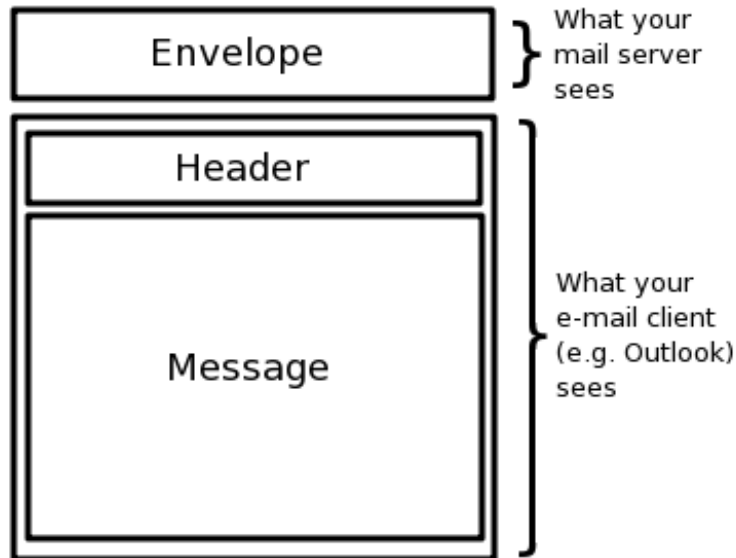 Envelope
What your
mail server
sees
Header
Message
What your
e-mail client
(e.g. Outlook)
sees